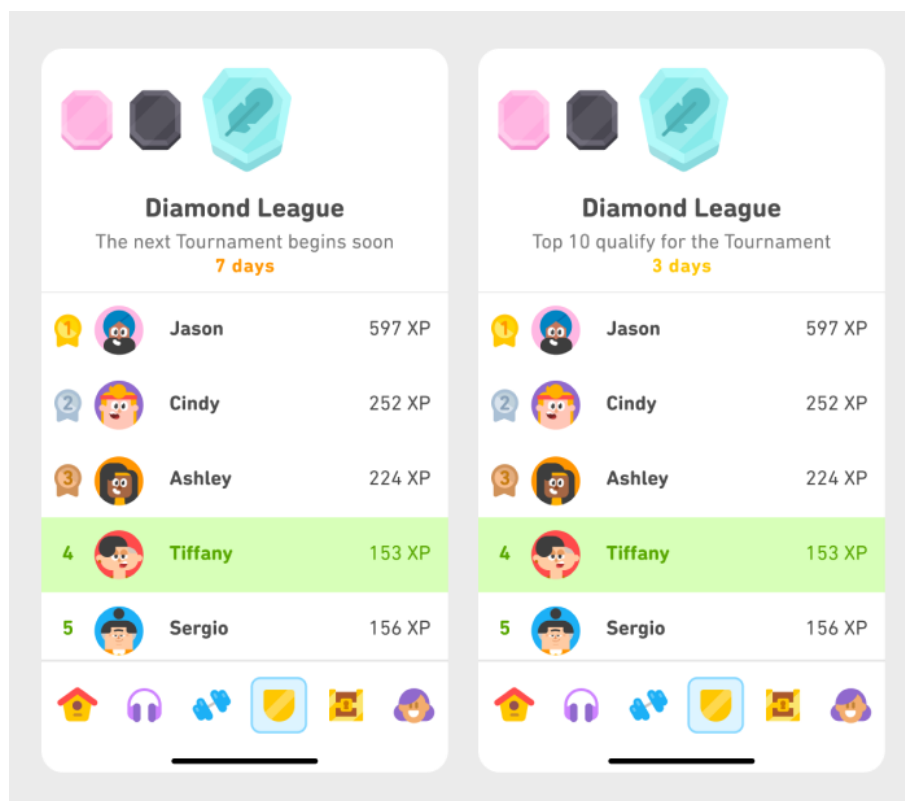 Diamond League
The next Tournament begins soon
7 days
1 Jason 597 XP
2 Cindy 252 XP
3 Ashley 224 XP
4 Tiffany 153 XP
5 Sergio 156 XP
Diamond League
Top 10 qualify for the Tournament
3 days
1 Jason 597 XP
2 Cindy 252 XP
3 Ashley 224 XP
4 Tiffany 153 XP
5 Sergio 156 XP